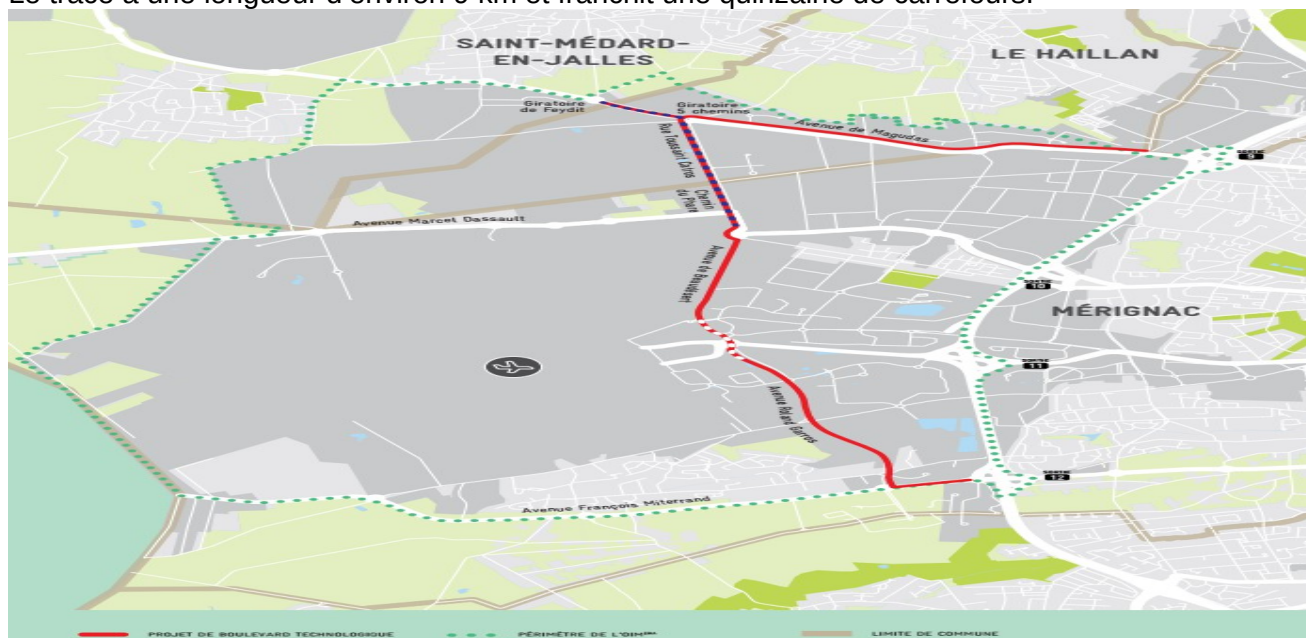 Le tracé a une longueur d'environ 9 km et franchit une quinzaine de carrefours.
SAINT-MÉDARD-
EN-JALLES
LE HAILLAN
Giratoire
de Feydit
Giratoire
5 chemins
Avenue de Magudas
SORTIE
9
Rue Toussaint Catros
Chemin
du Phare
Avenue Marcel Dassault
Avenue de Beaudésert
SORTIE
10
MÉRIGNAC
SORTIE
11
Avenue Roland Garros
SORTIE
12
Avenue François Miterrand
PROJET DE BOULEVARD TECHNOLOGIQUE
PÉRIMÈTRE DE L'OIM
LIMITE DE COMMUNE